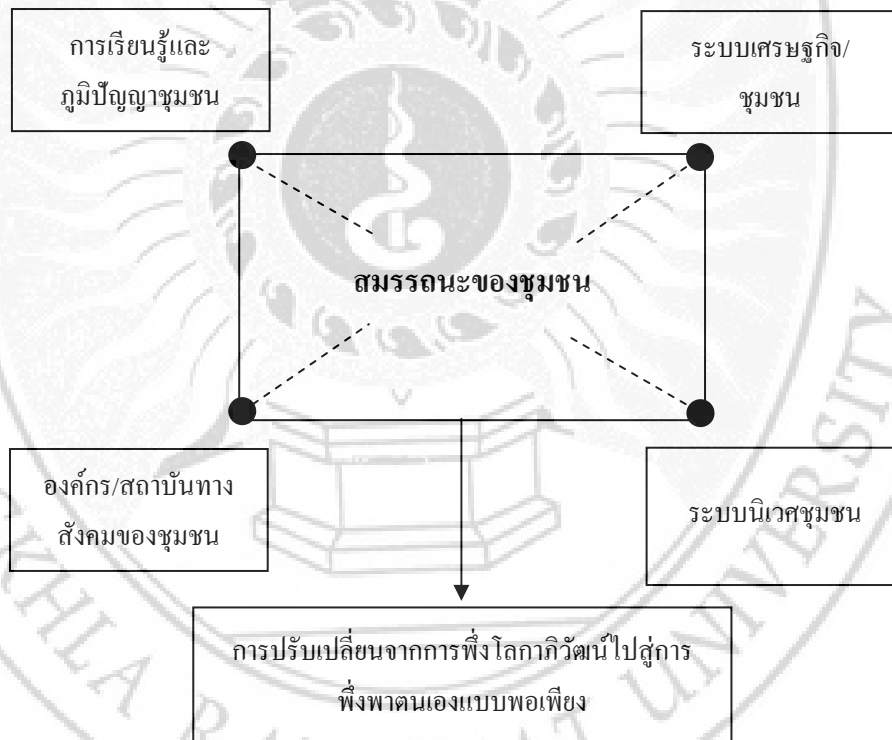 การเรียนรู้และ
ภูมิปัญญาชุมชน
ระบบเศรษฐกิจ/
ชุมชน
สมรรถนะของชุมชน
องค์กร/สถาบันทาง
สังคมของชุมชน
ระบบนิเวศชุมชน
การปรับเปลี่ยนจากการพึ่งโลกาภิวัฒน์ไปสู่การ
พึ่งพาตนเองแบบพอเพียง
UNIVERSITY